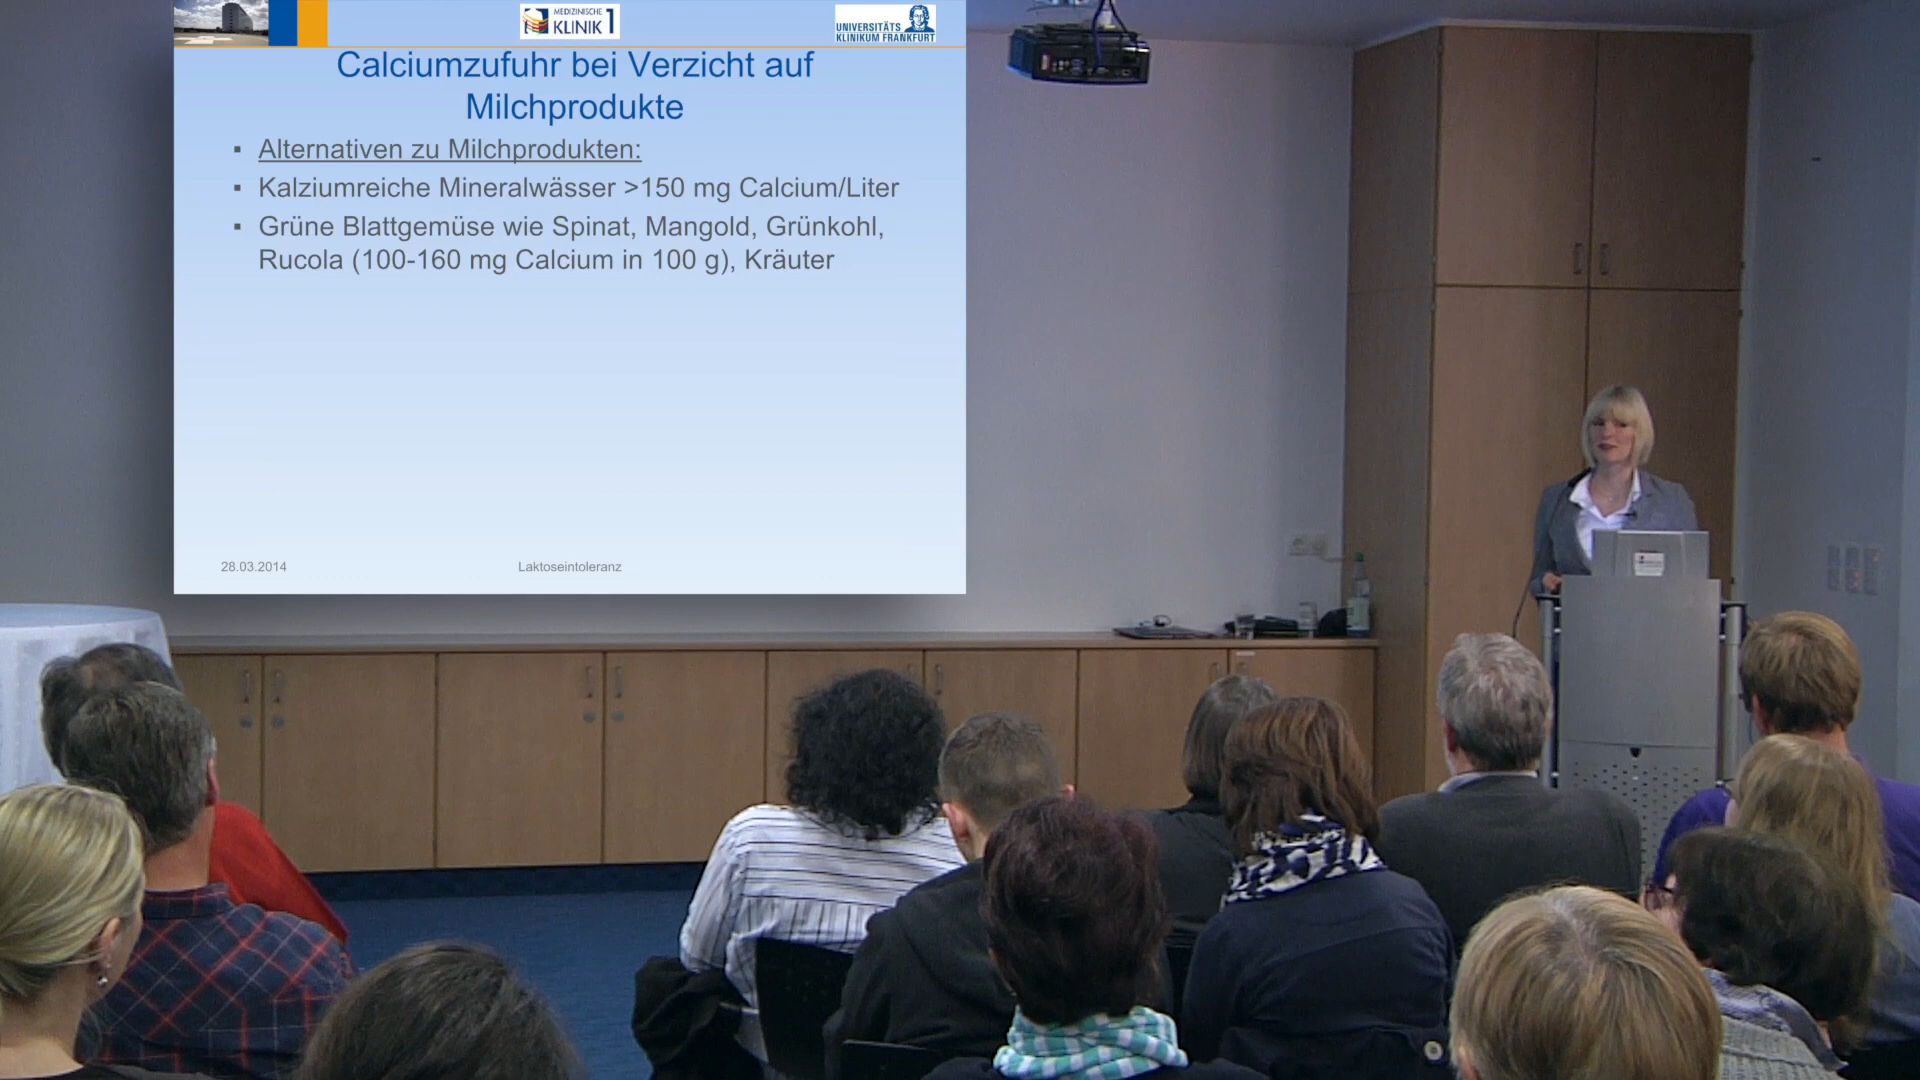 MEDIZINISCHE
KLINIK 1
UNIVERSITÄTS
KLINIKUM FRANKFURT
Calciumzufuhr bei Verzicht auf
Milchprodukte
▪ Alternativen zu Milchprodukten:
▪ Kalziumreiche Mineralwässer >150 mg Calcium/Liter
▪ Grüne Blattgemüse wie Spinat, Mangold, Grünkohl,
Rucola (100-160 mg Calcium in 100 g), Kräuter
28.03.2014
Laktoseintoleranz